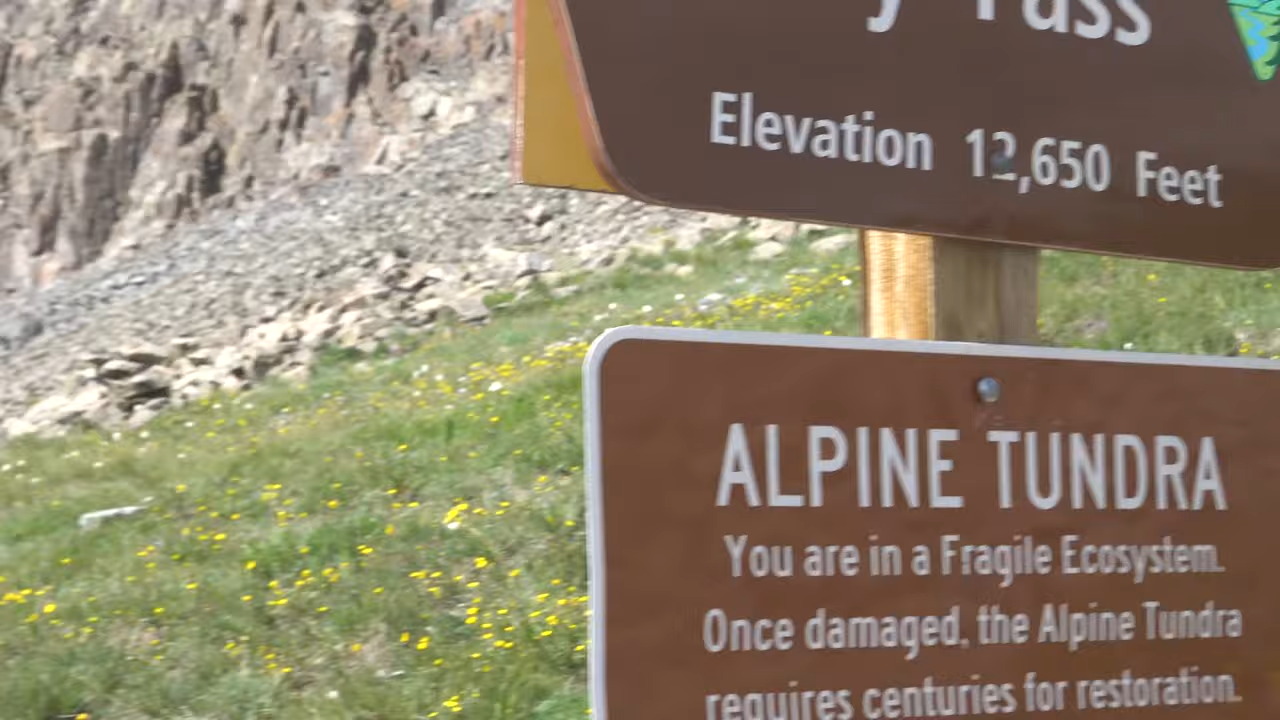 y Pass
Elevation 12,650 Feet
ALPINE TUNDRA
You are in a Fragile Ecosystem.
Once damaged, the Alpine Tundra
requires centuries for restoration.